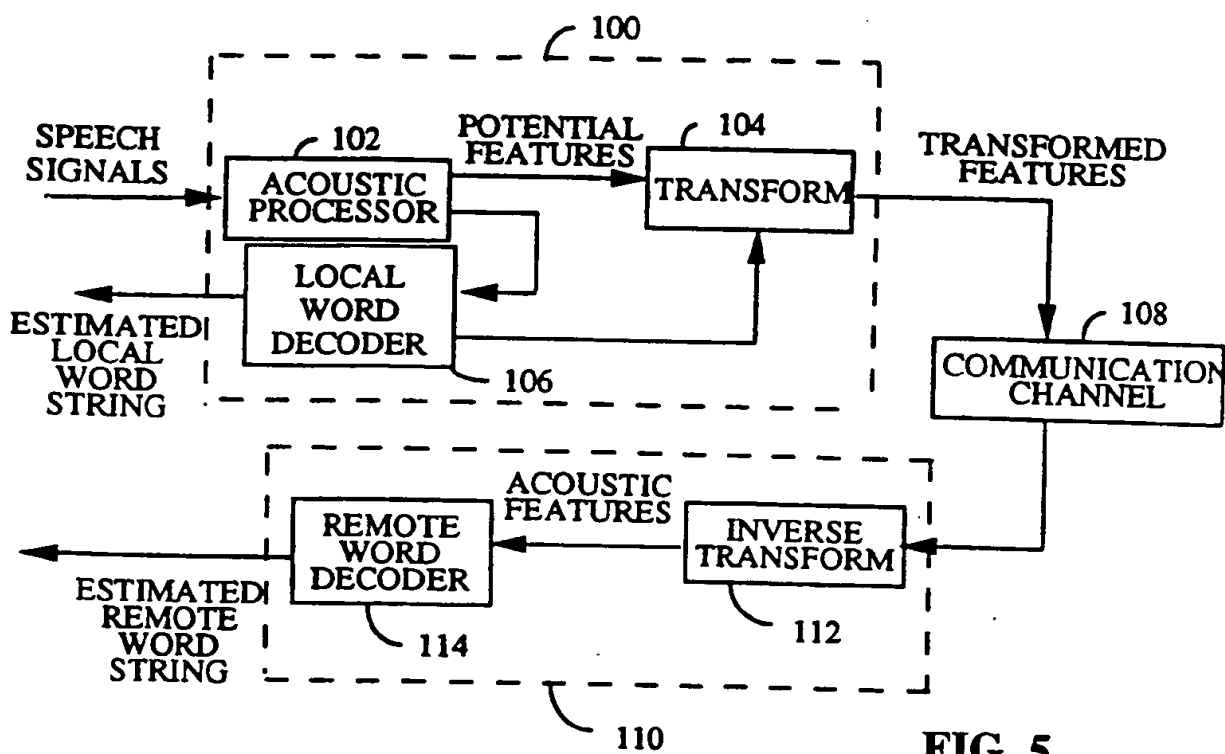 100
SPEECH
SIGNALS
102
ACOUSTIC
PROCESSOR
POTENTIAL
FEATURES
104
TRANSFORM
TRANSFORMED
FEATURES
LOCAL
WORD
DECODER
106
ESTIMATED
LOCAL
WORD
STRING
108
COMMUNICATION
CHANNEL
ACOUSTIC
FEATURES
REMOTE
WORD
DECODER
114
INVERSE
TRANSFORM
112
ESTIMATED
REMOTE
WORD
STRING
110
FIG. 5